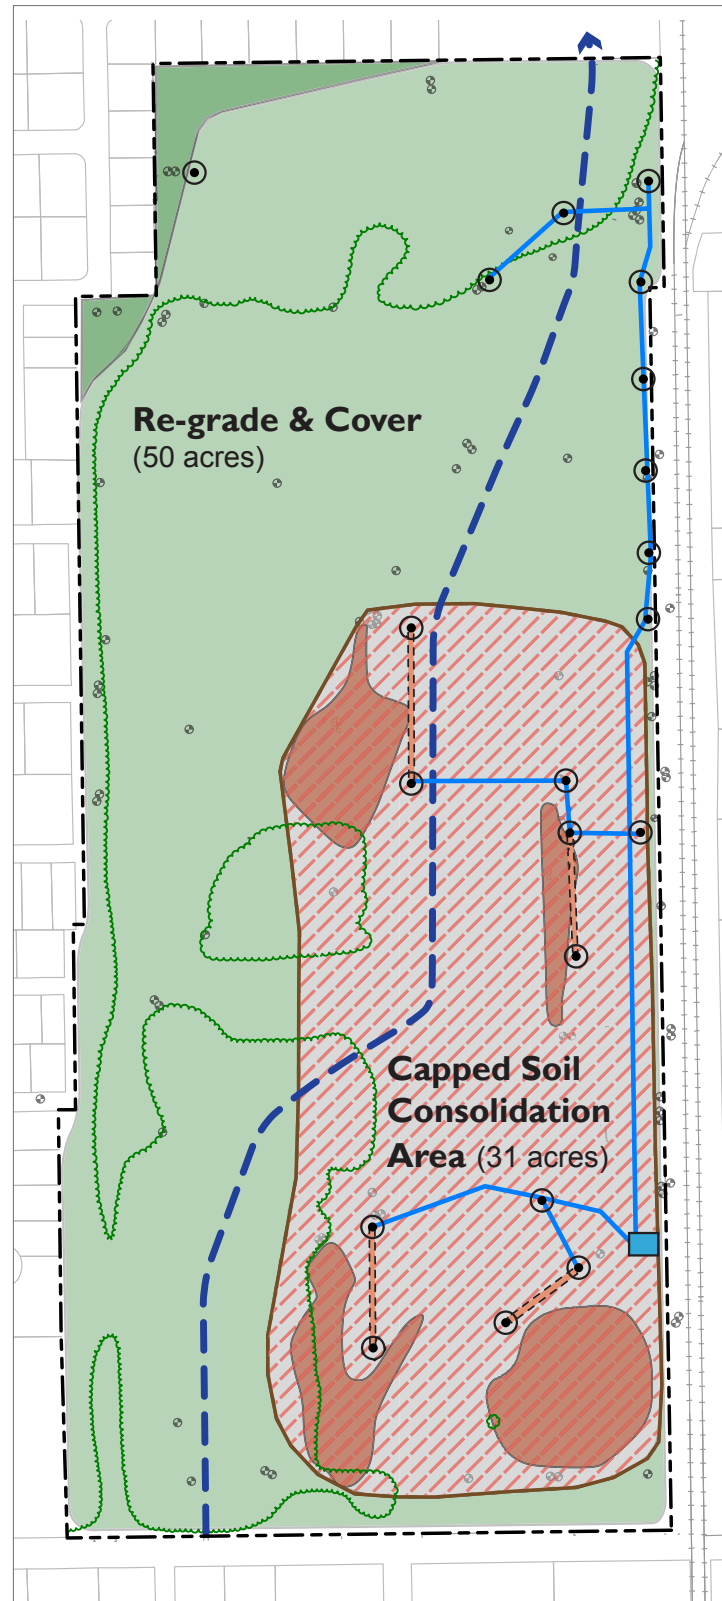 Re-grade & Cover
(50 acres)
Capped Soil
Consolidation
Area (31 acres)